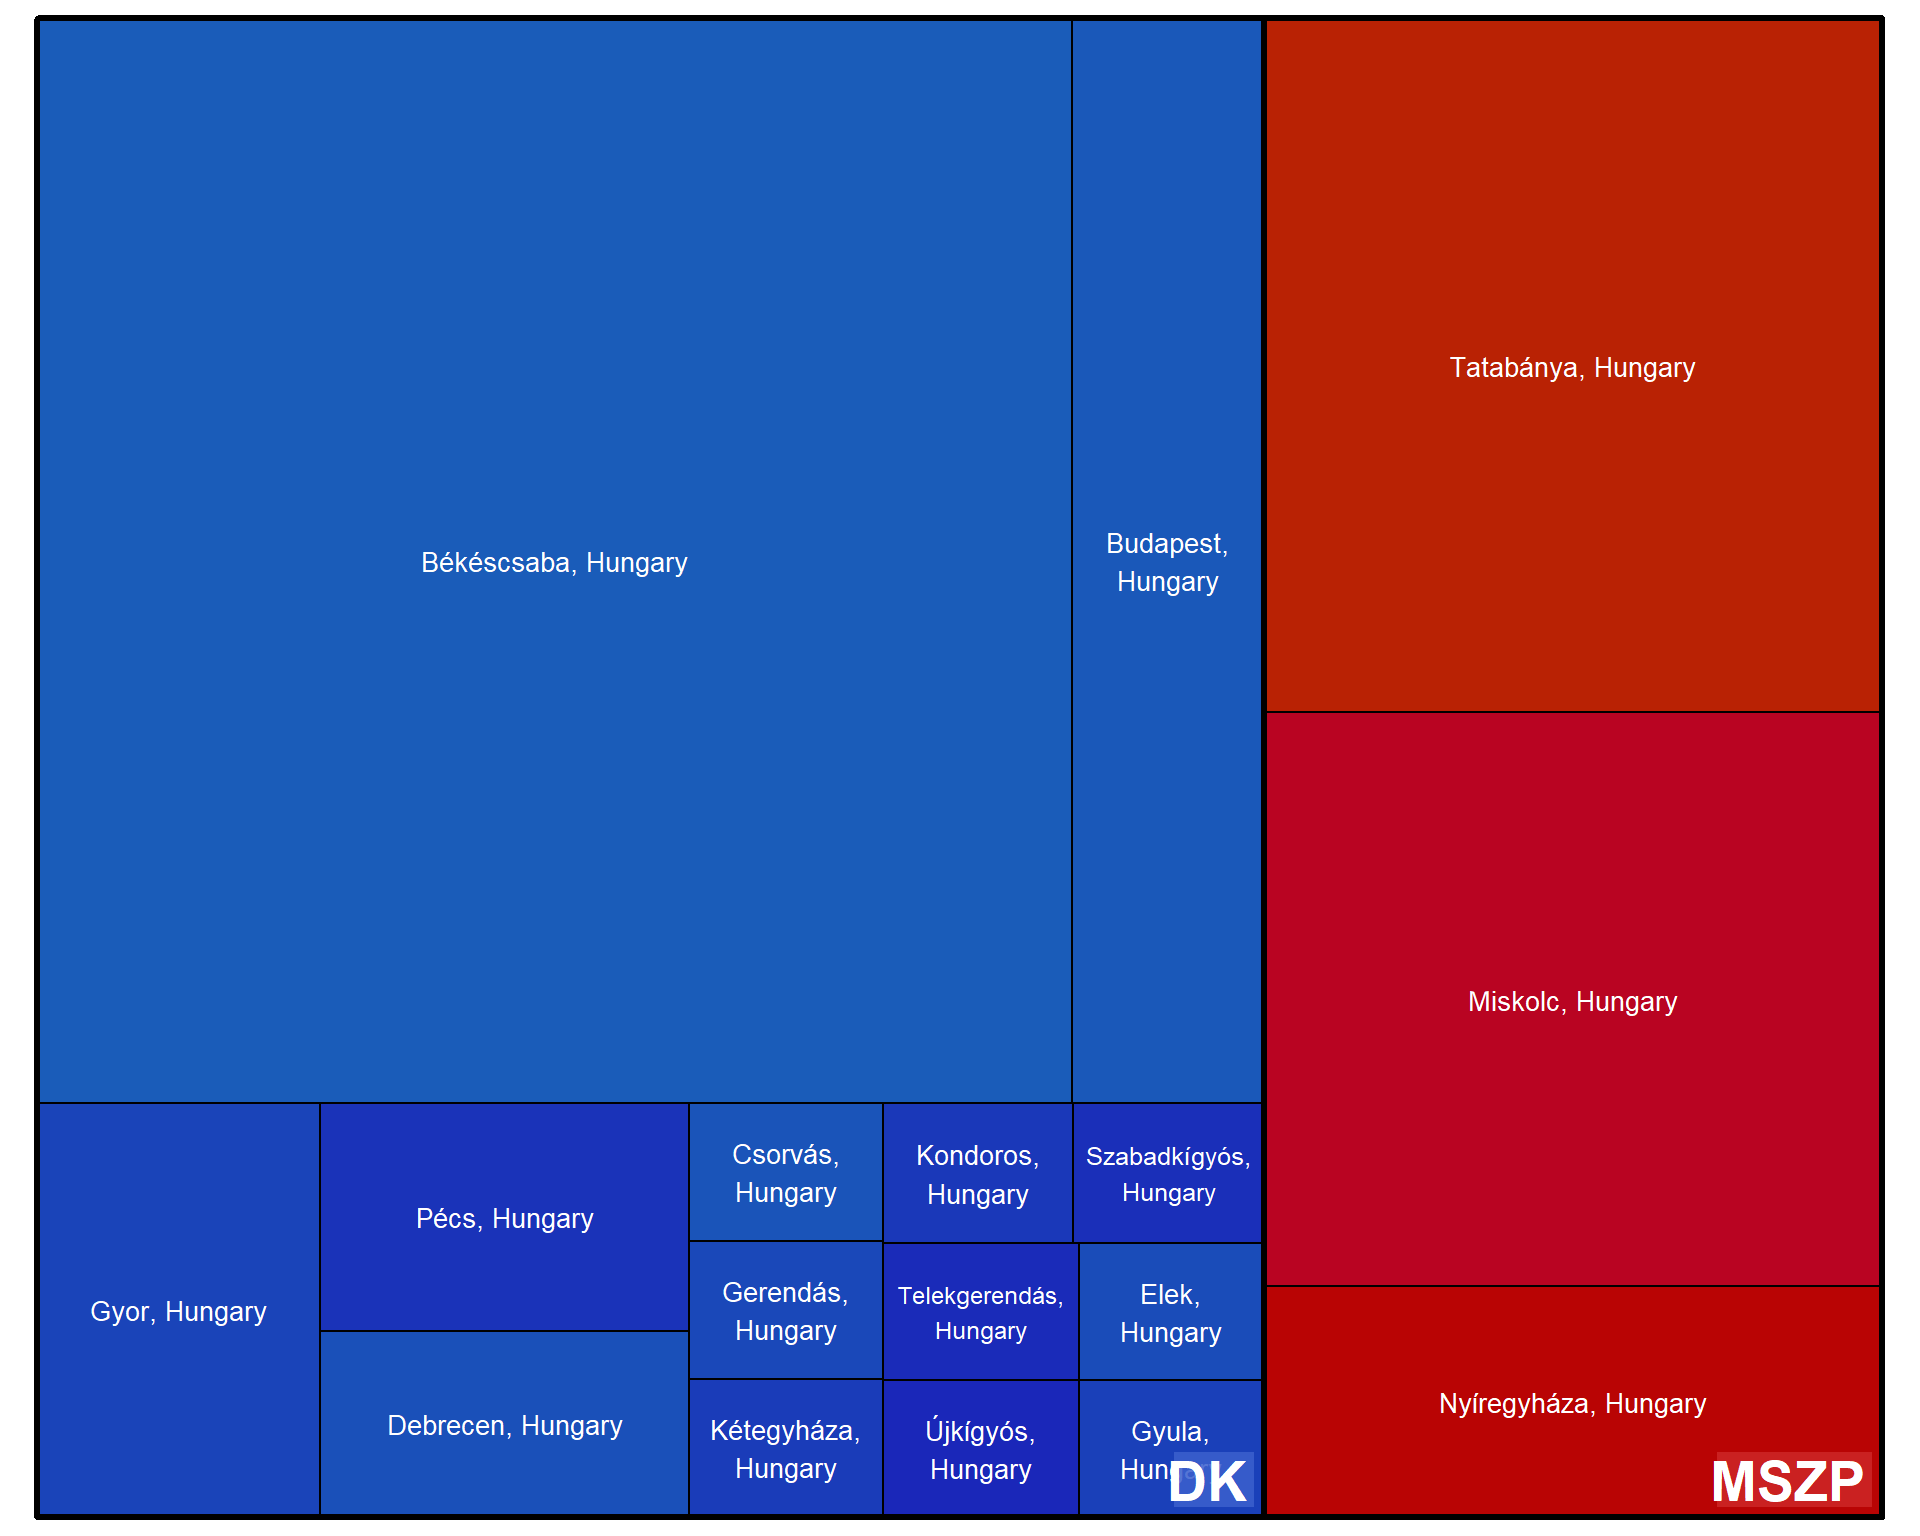 Békéscsaba, Hungary
Budapest,
Hungary
Tatabánya, Hungary
Miskolc, Hungary
Nyíregyháza, Hungary
Gyor, Hungary
Pécs, Hungary
Debrecen, Hungary
Csorvás,
Hungary
Gerendás,
Hungary
Kétegyháza,
Hungary
Kondoros,
Hungary
Szabadkígyós,
Hungary
Telekgerendás,
Hungary
Elek,
Hungary
Újkígyós,
Hungary
Gyula,
Hungary
DK
MSZP